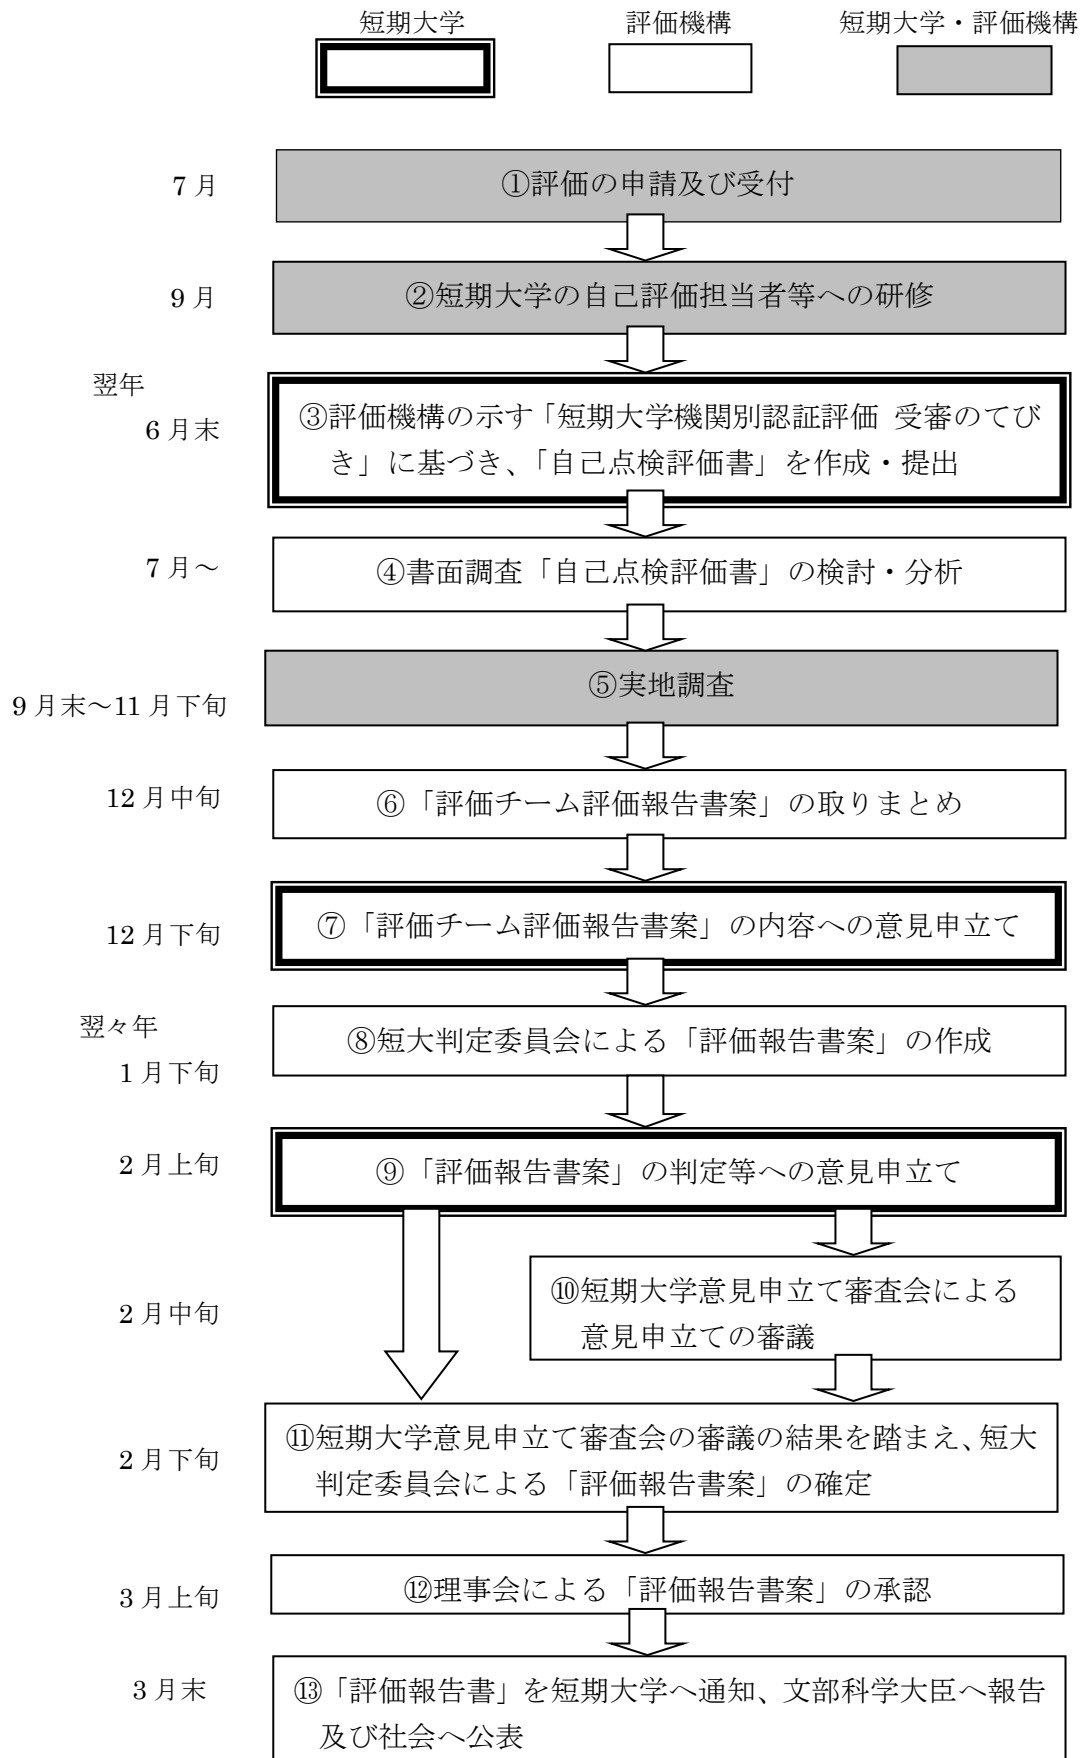 短期大学
評価機構
短期大学・評価機構
7月
①評価の申請及び受付
9月
②短期大学の自己評価担当者等への研修
翌年
6月末
③評価機構の示す「短期大学機関別認証評価 受審のてび
き」に基づき、「自己点検評価書」を作成・提出
7月～
④書面調査「自己点検評価書」の検討・分析
9月末～11月下旬
⑤実地調査
12月中旬
⑥「評価チーム評価報告書案」の取りまとめ
12月下旬
⑦「評価チーム評価報告書案」の内容への意見申立て
翌々年
1月下旬
⑧短大判定委員会による「評価報告書案」の作成
2月上旬
⑨「評価報告書案」の判定等への意見申立て
2月中旬
⑩短期大学意見申立て審査会による
意見申立ての審議
2月下旬
⑪短期大学意見申立て審査会の審議の結果を踏まえ、短大
判定委員会による「評価報告書案」の確定
3月上旬
⑫理事会による「評価報告書案」の承認
3月末
⑬「評価報告書」を短期大学へ通知、文部科学大臣へ報告
及び社会へ公表